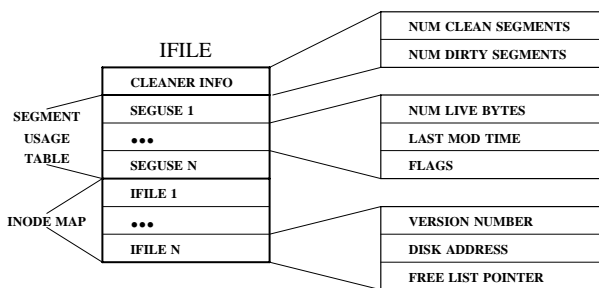 IFILE
CLEANER INFO
SEGUSE 1
•••
SEGUSE N
IFILE 1
•••
IFILE N
SEGMENT
USAGE
TABLE
INODE MAP
NUM CLEAN SEGMENTS
NUM DIRTY SEGMENTS
NUM LIVE BYTES
LAST MOD TIME
FLAGS
VERSION NUMBER
DISK ADDRESS
FREE LIST POINTER